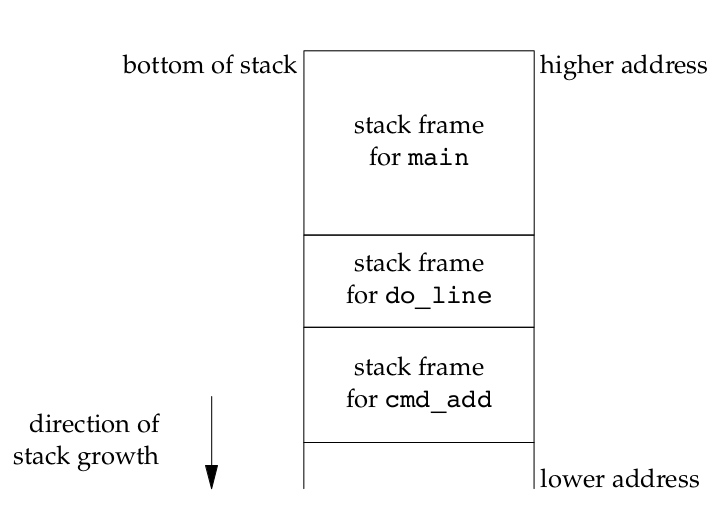 bottom of stack
higher address
stack frame
for main
stack frame
for do_line
stack frame
for cmd_add
direction of
stack growth
lower address